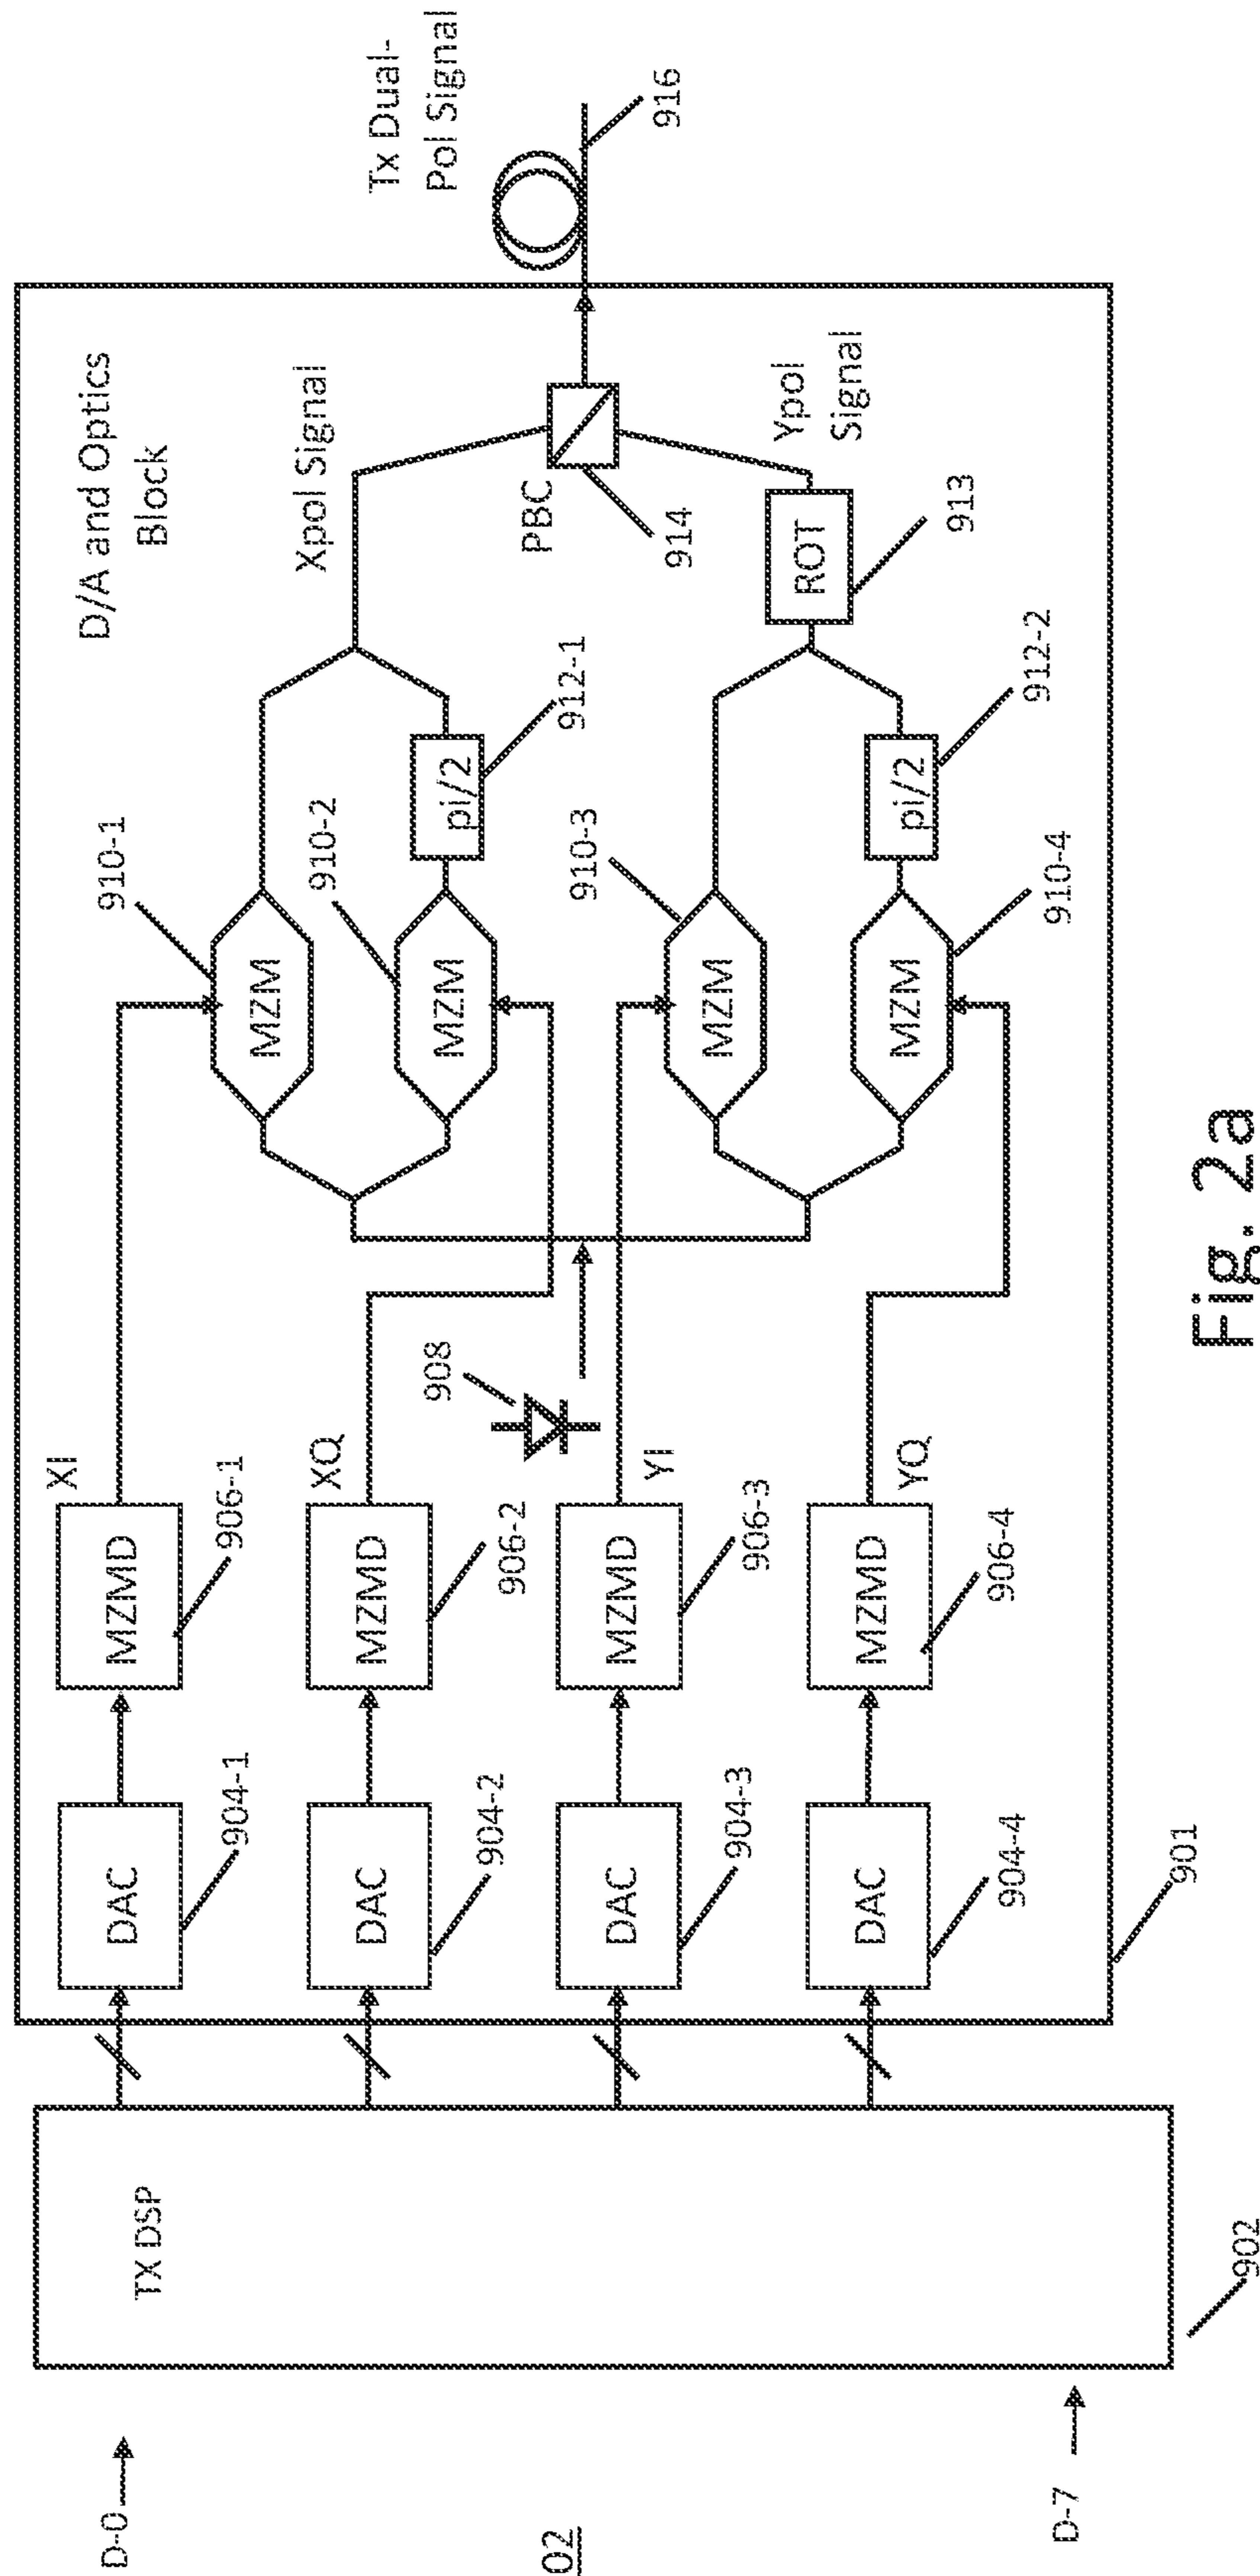 D/A and Optics
Block
Tx Dual-
Pol Signal
D-0
TX DSP
DAC
904-1
MZMD
906-1
XI
910-1
MZM
Xpol Signal
DAC
904-2
MZMD
906-2
XQ
910-2
MZM
pi/2
912-1
02
908
PBC
914
916
DAC
904-3
MZMD
906-3
YI
910-3
MZM
ROT
913
Ypol
Signal
DAC
904-4
MZMD
906-4
YQ
MZM
910-4
pi/2
912-2
D-7
902
901
Fig. 2a